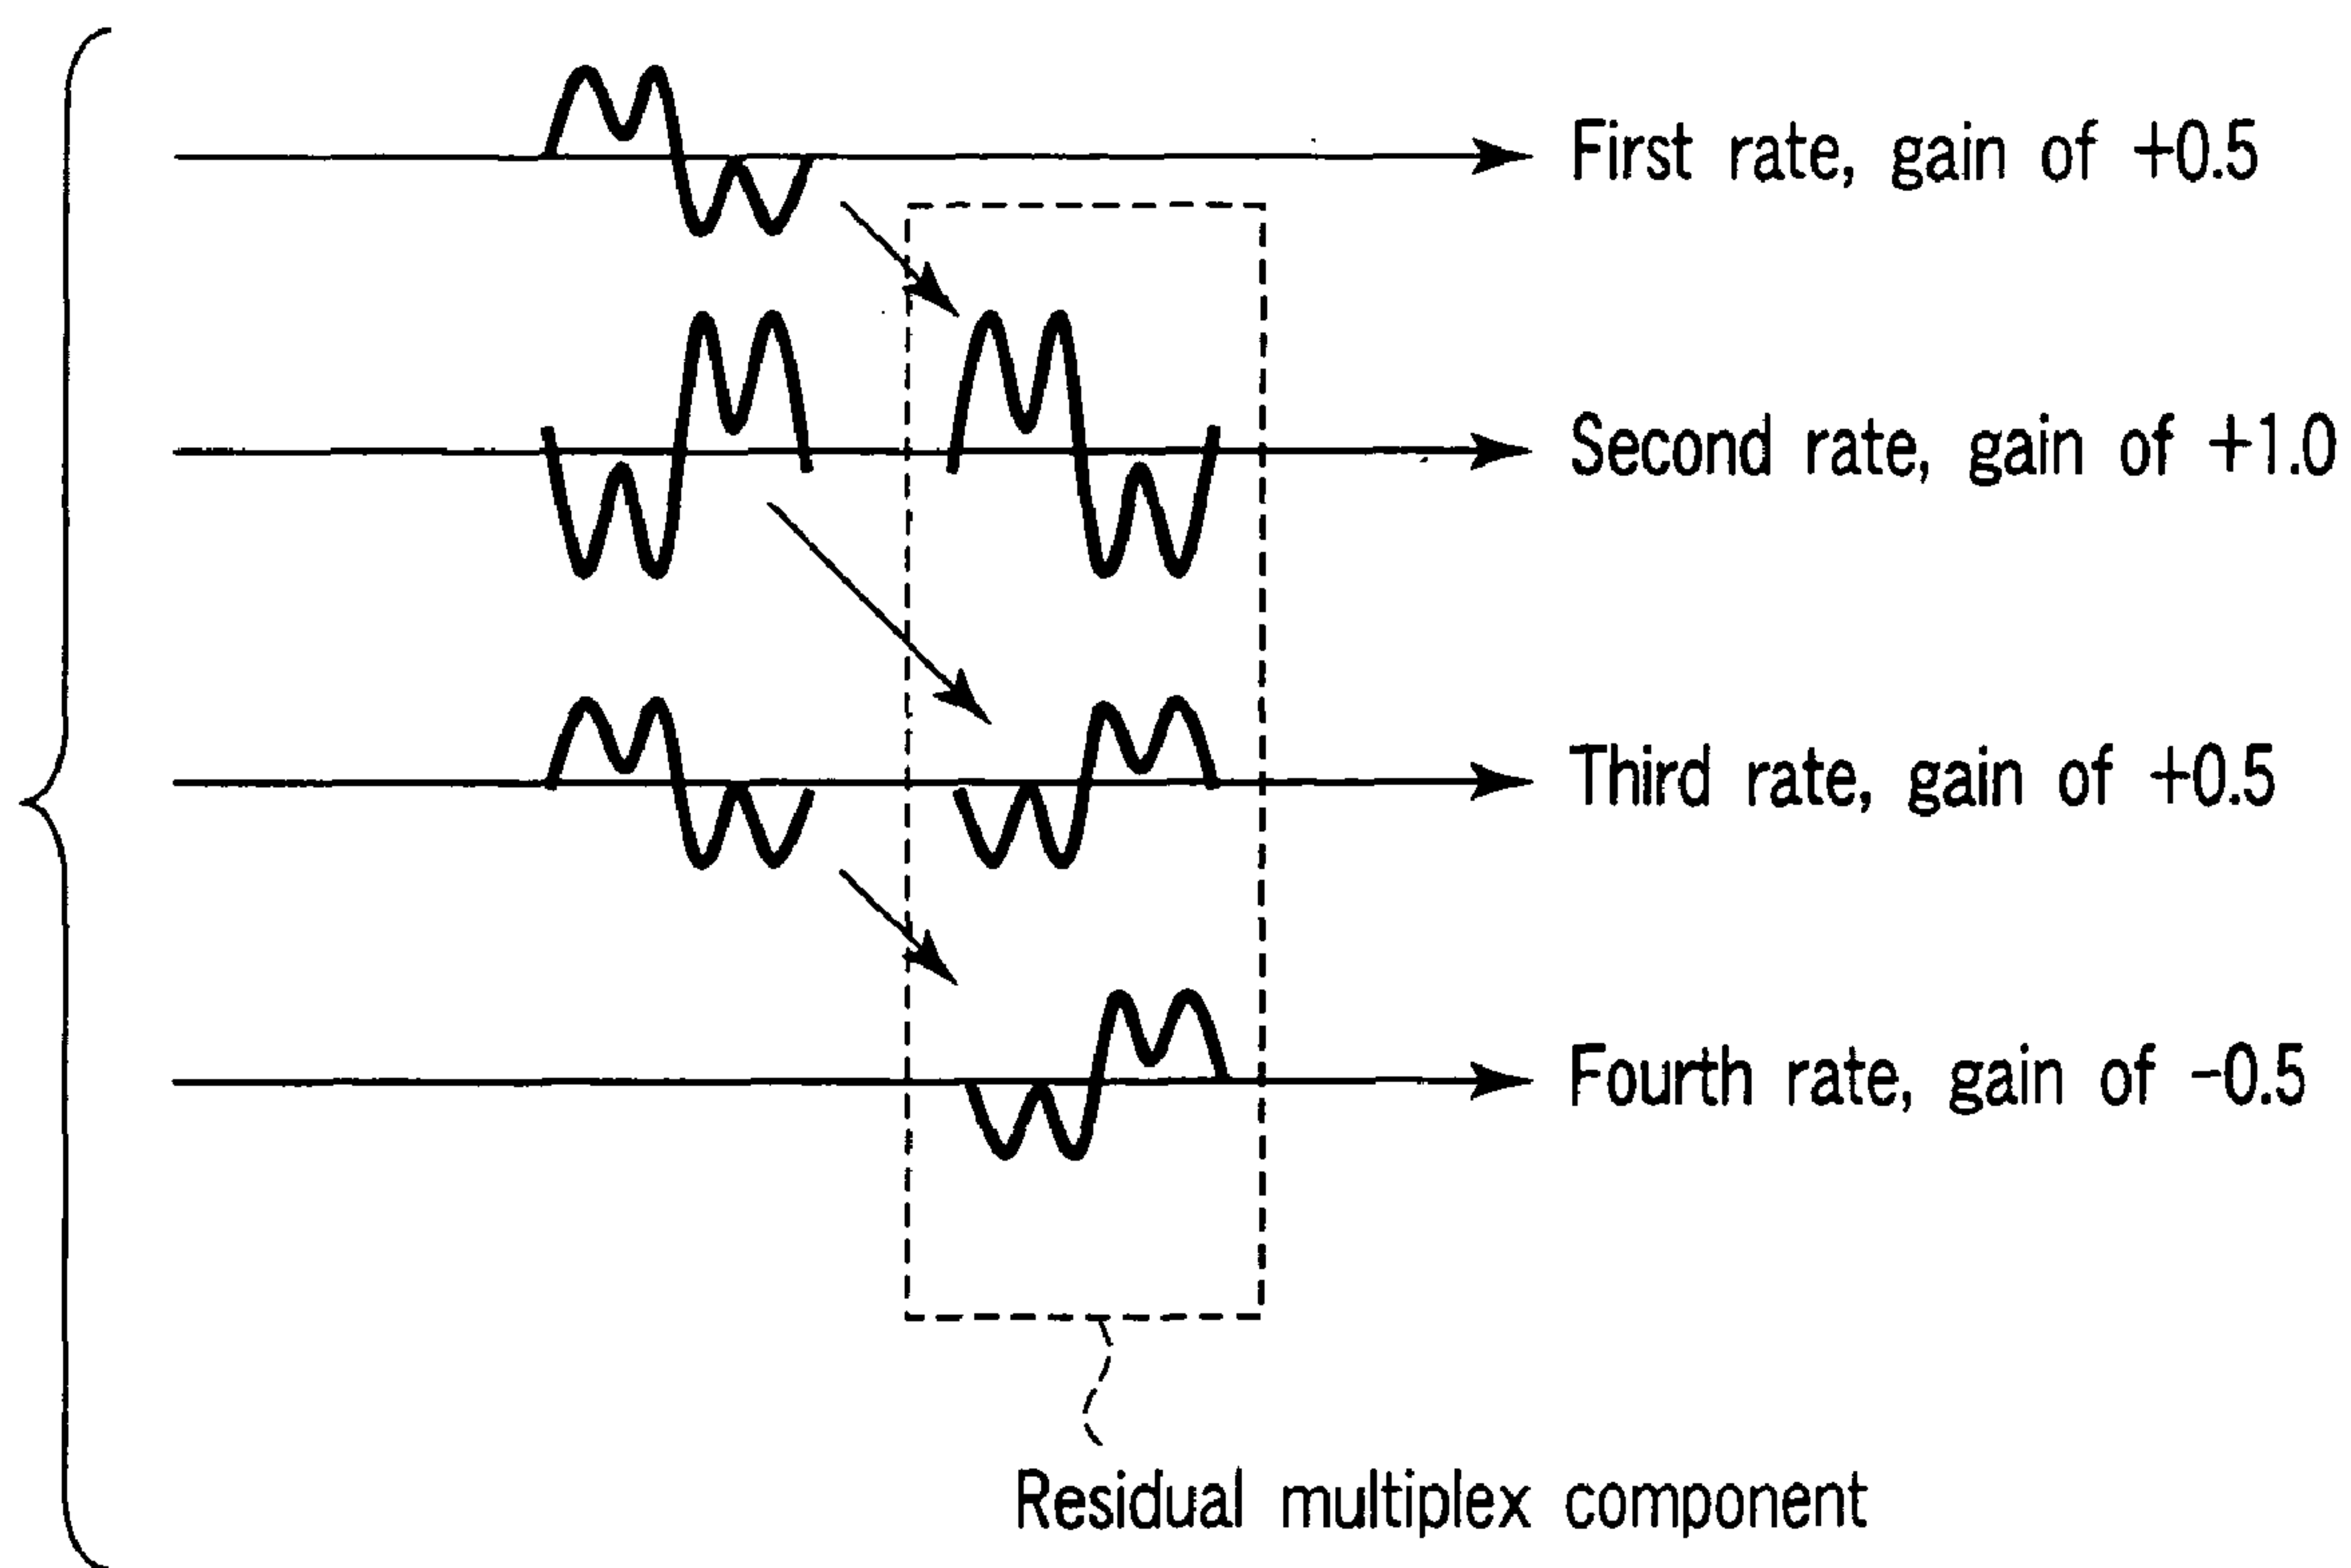 First rate, gain of +0.5
Second rate, gain of +1.0
Third rate, gain of +0.5
Fourth rate, gain of -0.5
Residual multiplex component